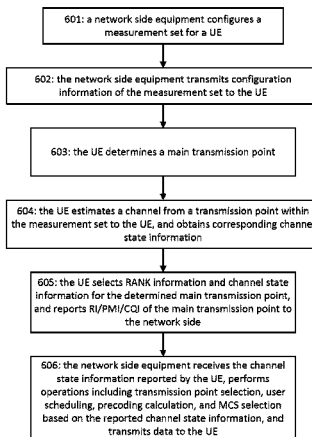 601: a network side equipment configures a
measurement set for a UE
602: the network side equipment transmits configuration
information of the measurement set to the UE
603: the UE determines a main transmission point
604: the UE estimates a channel from a transmission point within
the measurement set to the UE, and obtains corresponding channel
state information
605: the UE selects RANK information and channel state
information for the determined main transmission point,
and reports RI/PMI/CQI of the main transmission point to
the network side
606: the network side equipment receives the channel
state information reported by the UE, performs
operations including transmission point selection, user
scheduling, precoding calculation, and MCS selection
based on the reported channel state information, and
transmits data to the UE